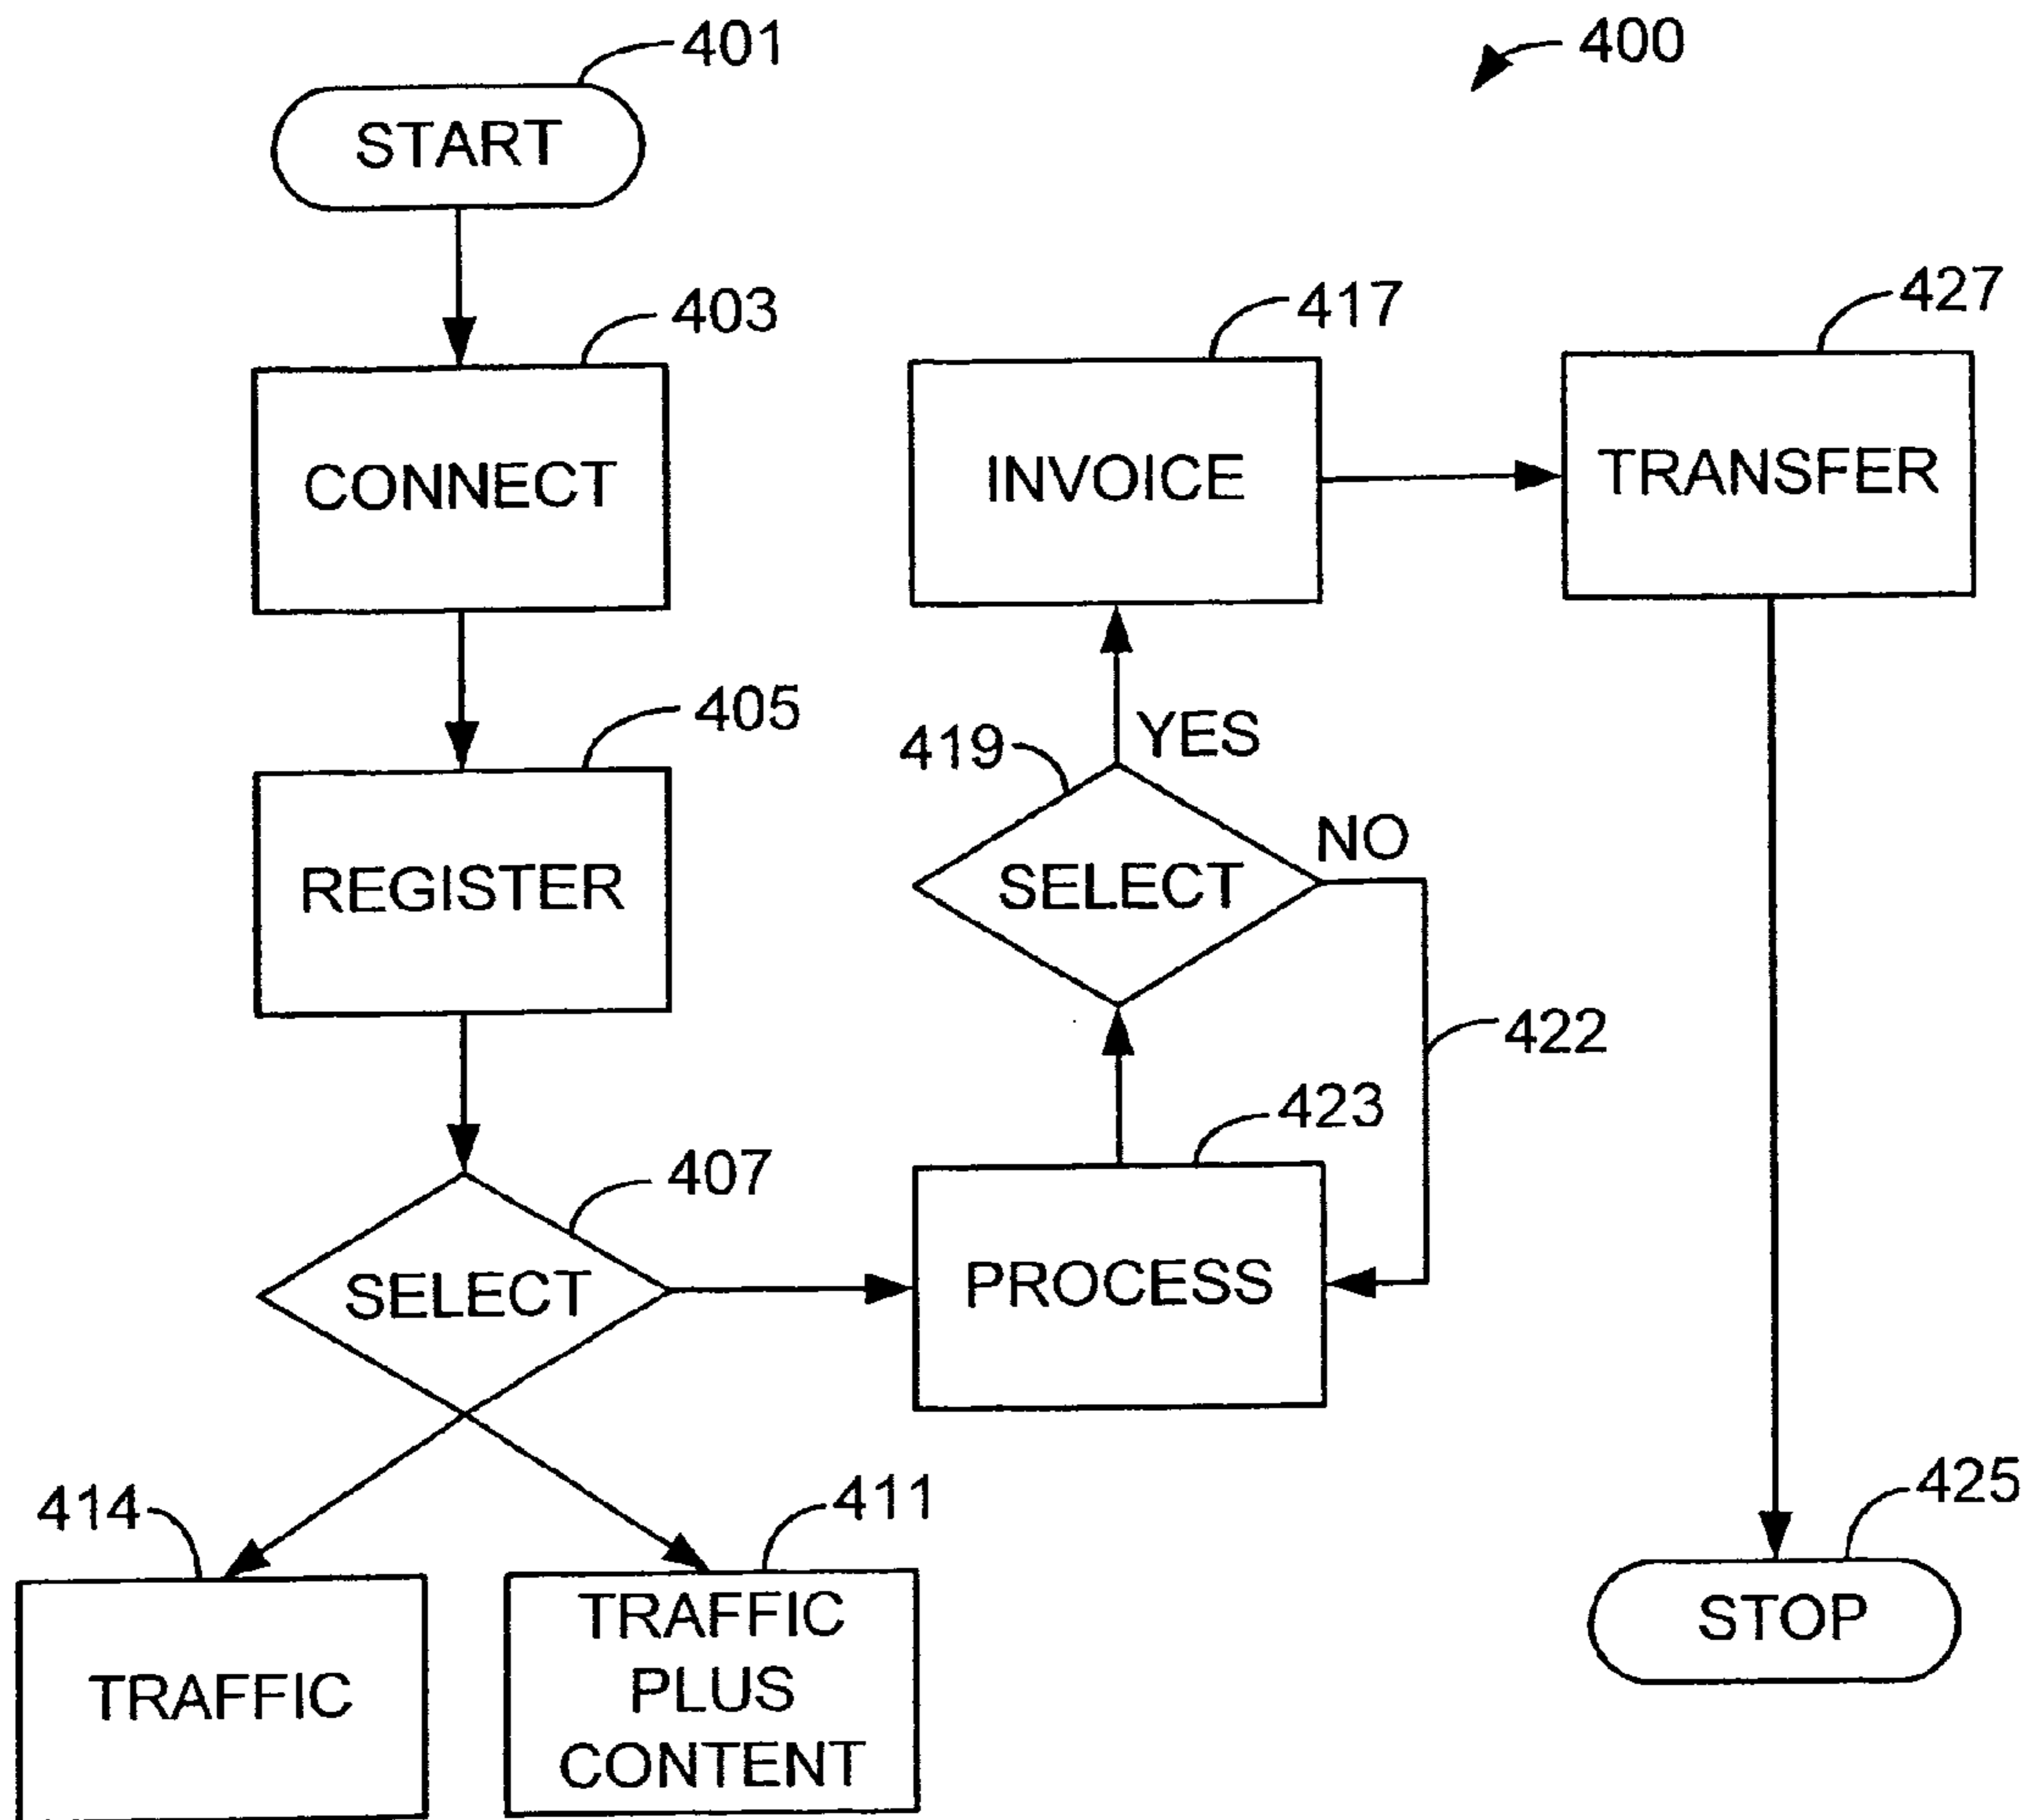 401
400
START
403
417
427
CONNECT
INVOICE
TRANSFER
405
419
YES
NO
REGISTER
SELECT
422
423
407
SELECT
PROCESS
414
411
425
TRAFFIC
TRAFFIC
PLUS
CONTENT
STOP